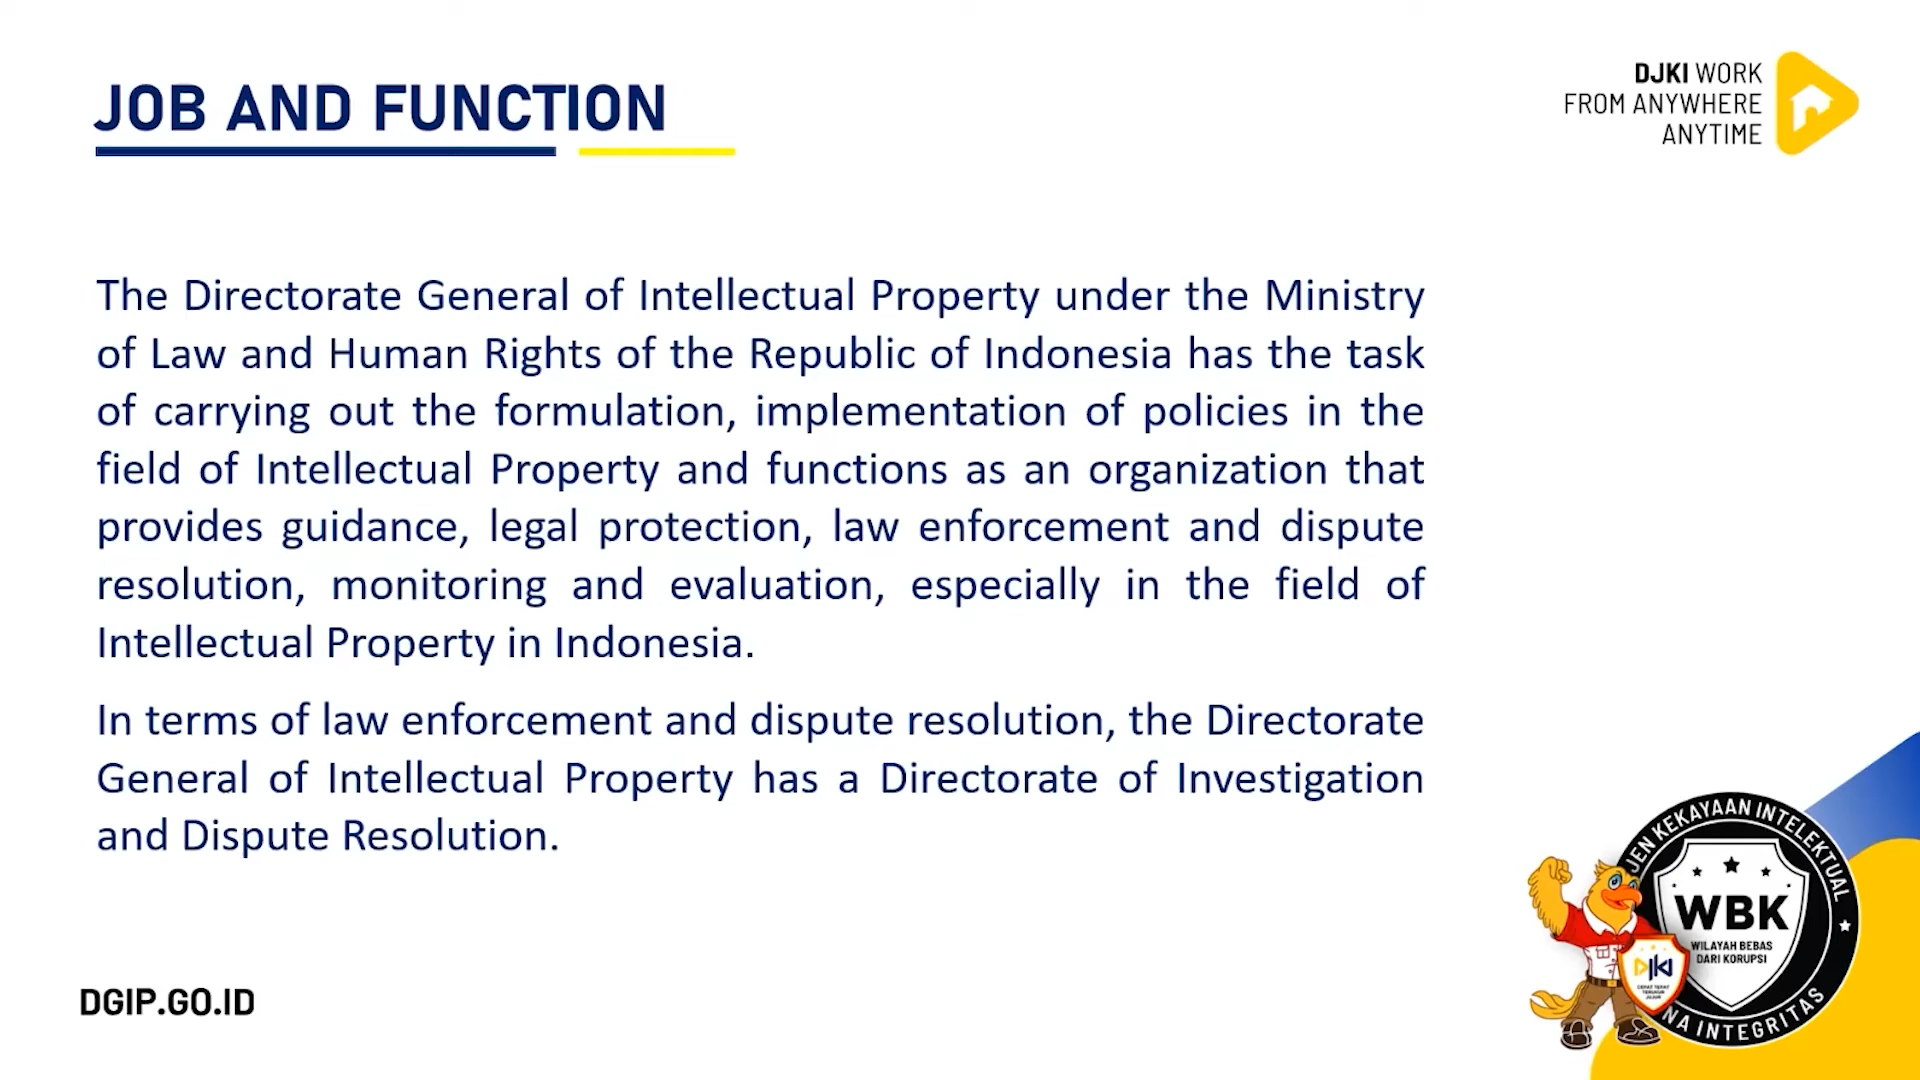 JOB AND FUNCTION
DJKI WORK
FROM ANYWHERE
ANYTIME
The Directorate General of Intellectual Property under the Ministry
of Law and Human Rights of the Republic of Indonesia has the task
of carrying out the formulation, implementation of policies in the
field of Intellectual Property and functions as an organization that
provides guidance, legal protection, law enforcement and dispute
resolution, monitoring and evaluation, especially in the field of
Intellectual Property in Indonesia.
In terms of law enforcement and dispute resolution, the Directorate
General of Intellectual Property has a Directorate of Investigation
and Dispute Resolution.
JEN KEKAYAAN INTELEKTUAL
WBK
WILAYAH BEBAS
DARI KORUPSI
DJKI
CEPAT TEPAT
NA INTEGRITAS
DGIP.GO.ID